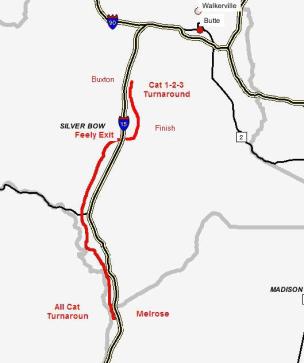 Walkerville
90
Butte
Buxton
Cat 1-2-3
Turnaround
15
SILVER BOW
Feely Exit
Finish
2
MADISON
All Cat
Turnaroun
Melrose